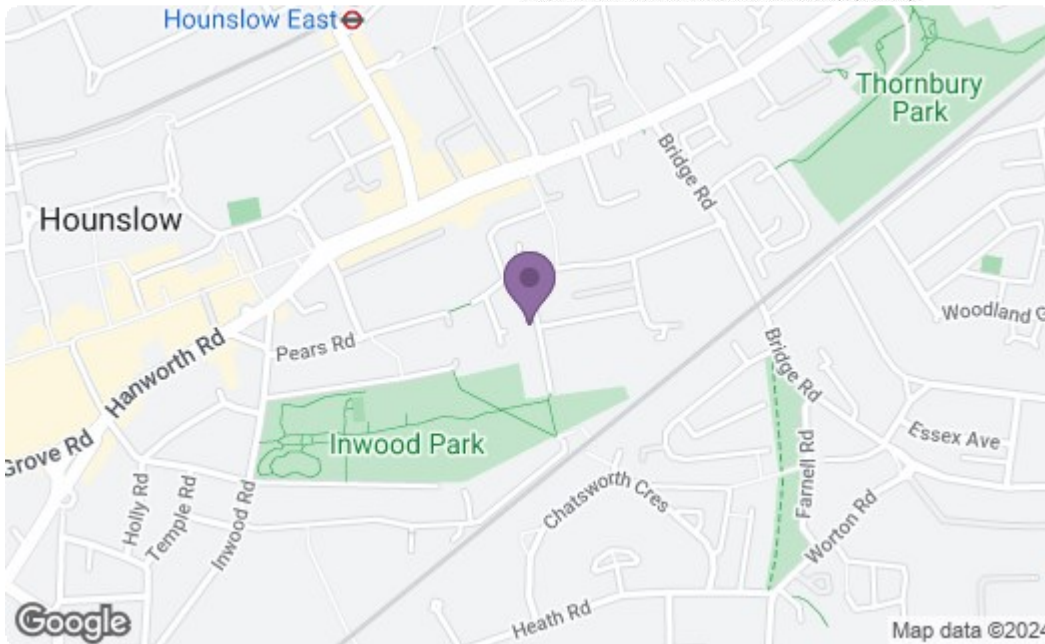 Hounslow East
Thornbury
Park
Bridge Rd
Hounslow
Woodland G
Pears Rd
Hanworth Rd
Bridge Rd
Grove Rd
Inwood Park
Essex Ave
Holly Rd
Temple Rd
Inwood Rd
Chatsworth Cres
Farnell Rd
Worton Rd
Heath Rd
Google
Map data ©2024